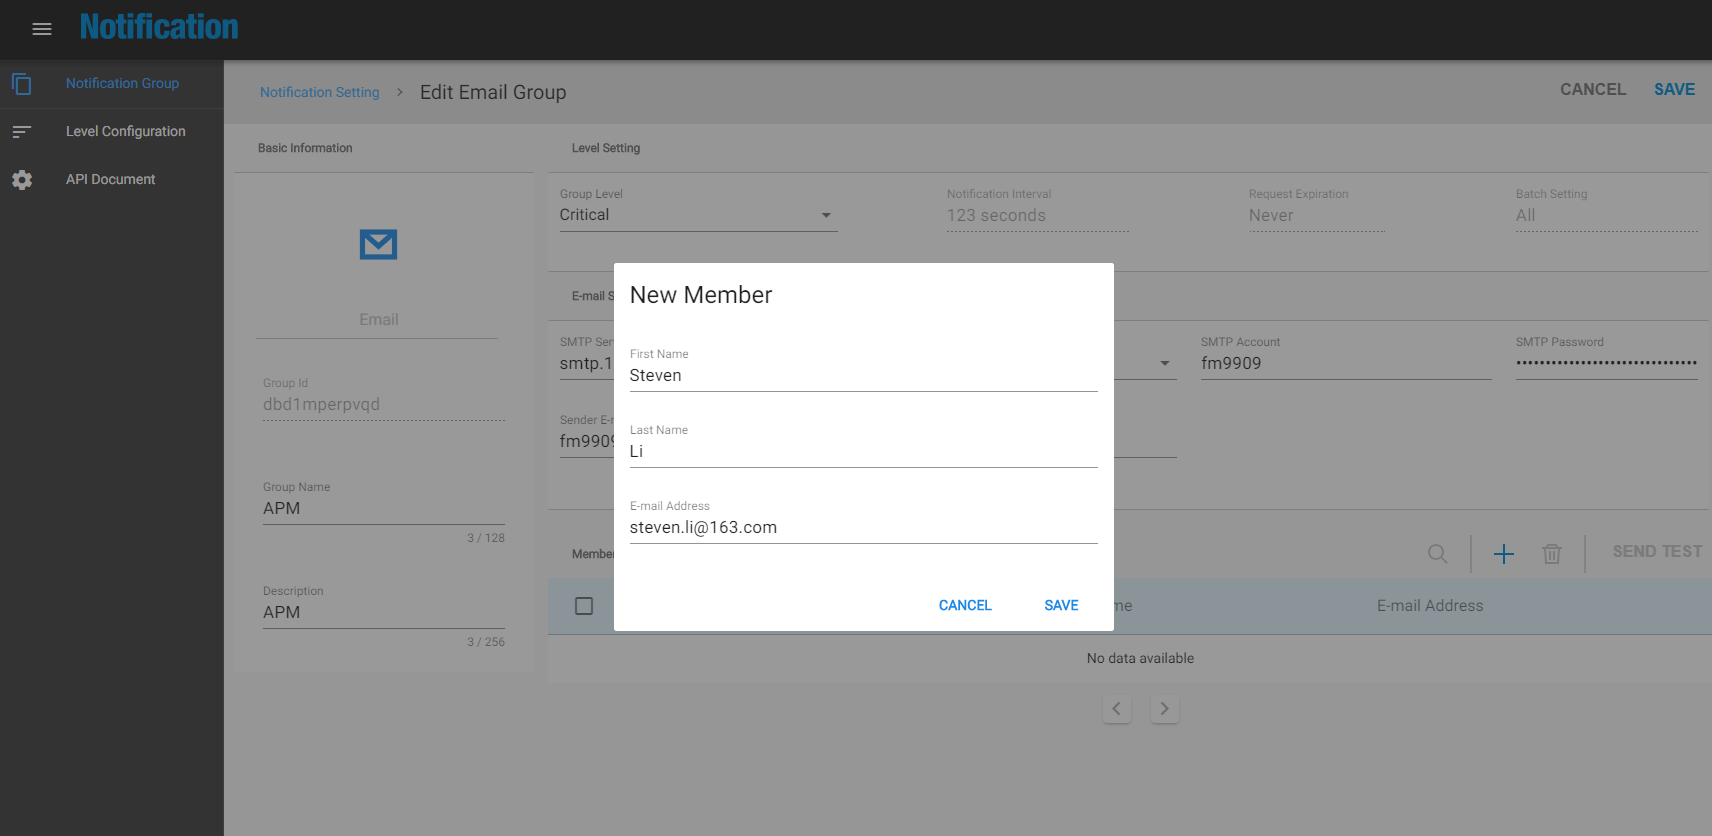 Notification
Notification Group
Level Configuration
API Document
Notification Setting > Edit Email Group
CANCEL SAVE
Basic Information
Email
Group Id
dbd1mperpvqd
Group Name
APM
3 / 128
Description
APM
3 / 256
Level Setting
Group Level
Critical
Notification Interval
123 seconds
Request Expiration
Never
Batch Setting
All
E-mail S
SMTP Ser
smtp.1
SMTP Account
fm9909
SMTP Password
••••••••••••••••••••••••••••••
Sender E-
fm9909
Member
SEND TEST
me E-mail Address
No data available
New Member
First Name
Steven
Last Name
Li
E-mail Address
steven.li@163.com
CANCEL SAVE